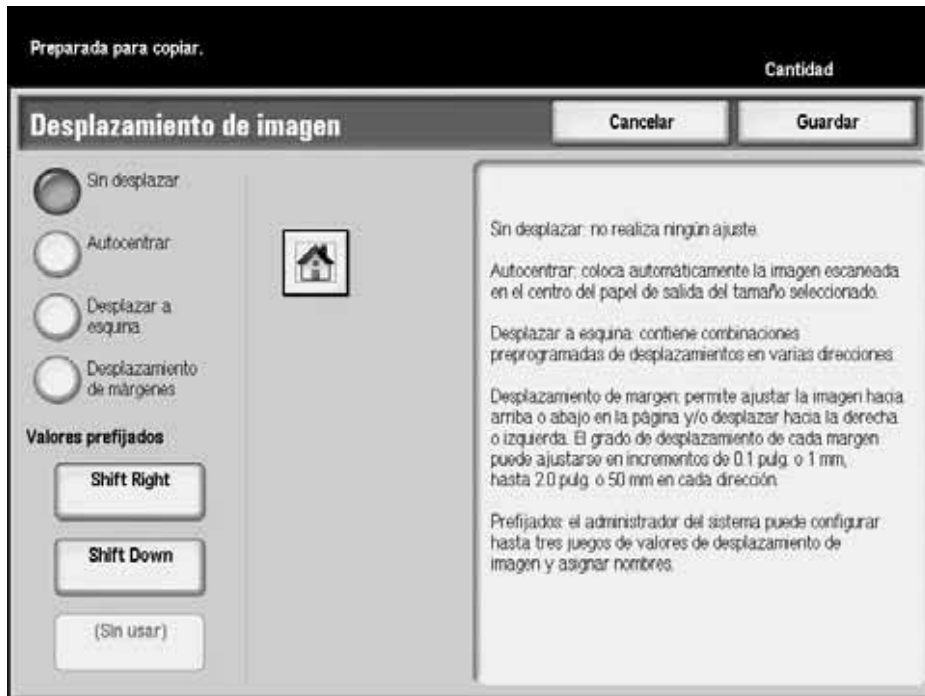 Preparada para copiar.
Cantidad
Desplazamiento de imagen
Cancelar
Guardar
Sin desplazar
Autocentrar
Desplazar a
esquina
Desplazamiento
de márgenes
Valores prefijados
Shift Right
Shift Down
(Sin usar)
Sin desplazar: no realiza ningún ajuste.
Autocentrar: coloca automáticamente la imagen escaneada
en el centro del papel de salida del tamaño seleccionado.
Desplazar a esquina: contiene combinaciones
preprogramadas de desplazamientos en varias direcciones.
Desplazamiento de margen: permite ajustar la imagen hacia
arriba o abajo en la página y/o desplazar hacia la derecha
o izquierda. El grado de desplazamiento de cada margen
puede ajustarse en incrementos de 0.1 pulg. o 1 mm,
hasta 2.0 pulg. o 50 mm en cada dirección.
Prefijados: el administrador del sistema puede configurar
hasta tres juegos de valores de desplazamiento de
imagen y asignar nombres.